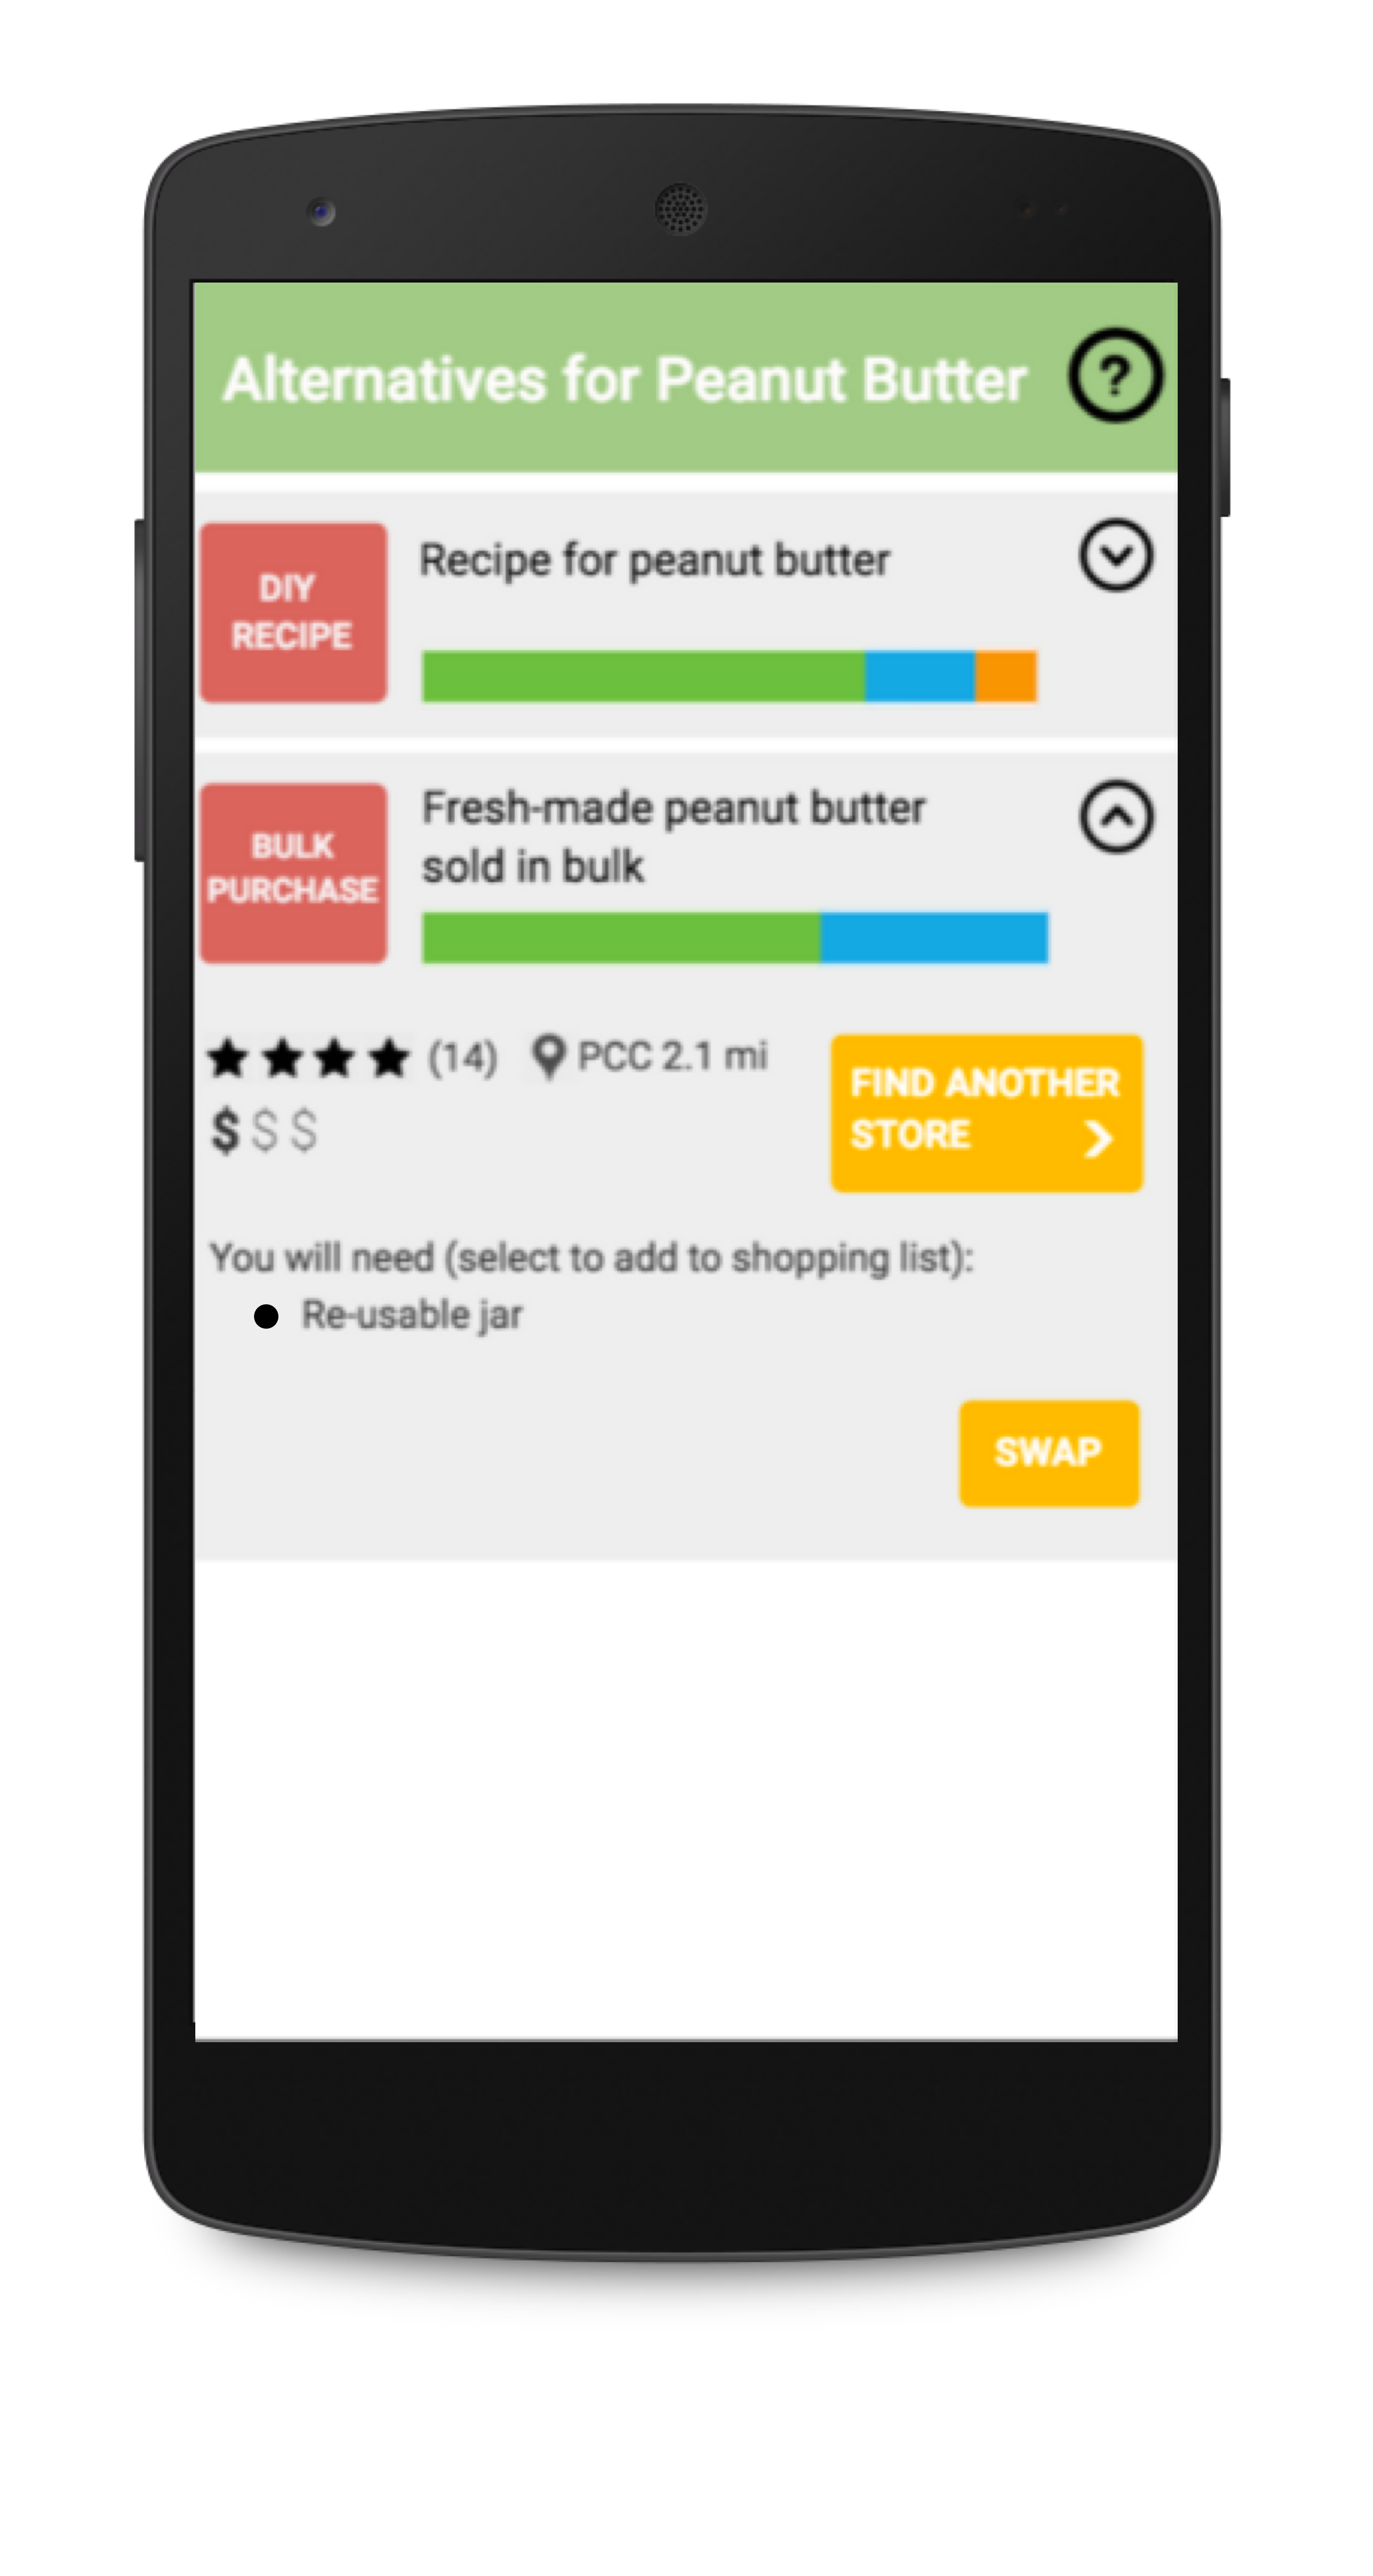 Alternatives for Peanut Butter ?
DIY
RECIPE
Recipe for peanut butter
BULK
PURCHASE
Fresh-made peanut butter
sold in bulk
★★★★ (14) PCC 2.1 mi
$ $ $
FIND ANOTHER
STORE >
You will need (select to add to shopping list):
• Re-usable jar
SWAP